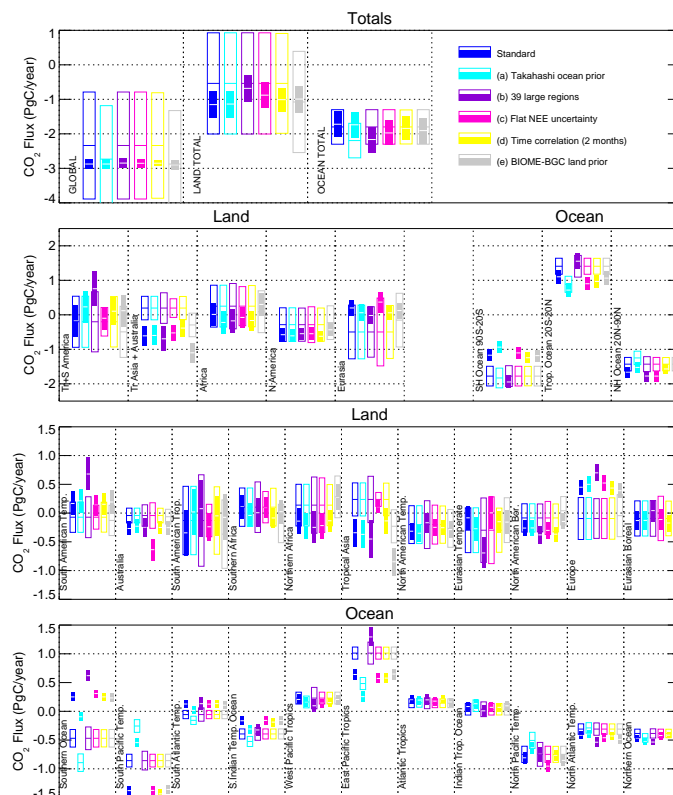 Totals
1
0
-1
-2
-3
-4
CO2 Flux (PgC/year)
GLOBAL
LAND TOTAL
OCEAN TOTAL
Standard
(a) Takahashi ocean prior
(b) 39 large regions
(c) Flat NEE uncertainty
(d) Time correlation (2 months)
(e) BIOME-BGC land prior
Land
Ocean
2
1
0
-1
-2
CO2 Flux (PgC/year)
Tr+S America
Tr Asia + Australia
Africa
N America
Eurasia
SH Ocean 90S-20S
Trop. Ocean 20S-20N
NH Ocean 20N-90N
Land
1.5
1.0
0.5
0.0
-0.5
-1.0
-1.5
CO2 Flux (PgC/year)
South American Temp.
Australia
South American Trop.
Southern Africa
Northern Africa
Tropical Asia
North American Temp.
Eurasian Temperate
North American Bor.
Europe
Eurasian Boreal
Ocean
1.5
1.0
0.5
0.0
-0.5
-1.0
-1.5
CO2 Flux (PgC/year)
Southern Ocean
South Pacific Temp.
South Atlantic Temp.
S. Indian Temp. Ocean
West Pacific Tropics
East Pacific Tropics
Atlantic Tropics
Indian Trop. Ocean
North Pacific Temp.
North Atlantic Temp.
Northern Ocean